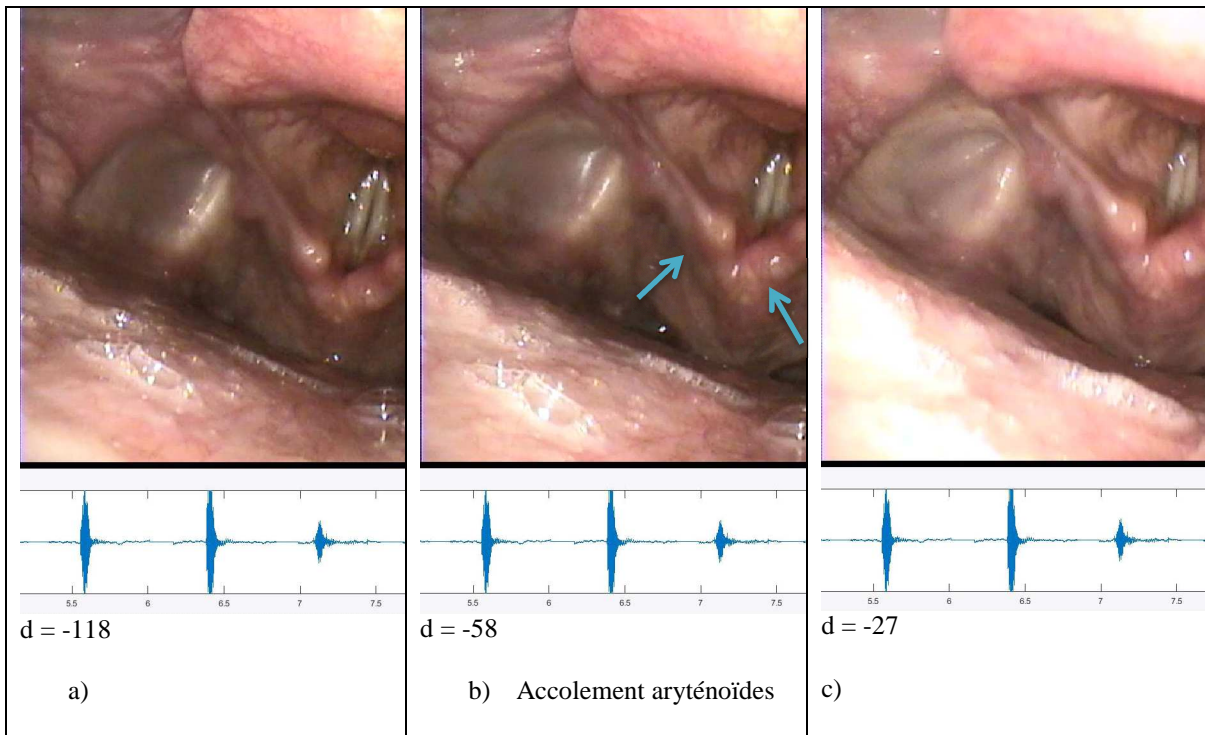 5.5 6 6.5 7 7.5
5.5 6 6.5 7 7.5
5.5 6 6.5 7 7.5
d = -118
d = -58
d = -27
a)
b) Accolement aryténoïdes
c)